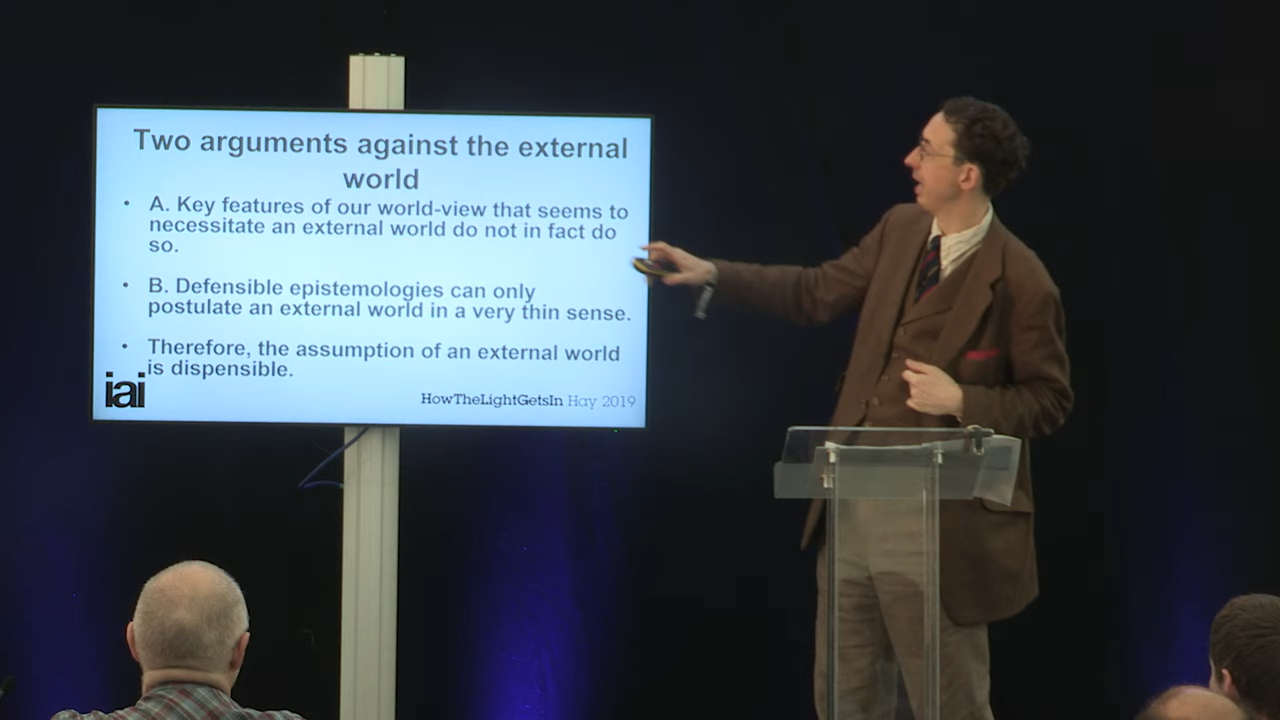 Two arguments against the external
world
• A. Key features of our world-view that seems to
necessitate an external world do not in fact do
so.
• B. Defensible epistemologies can only
postulate an external world in a very thin sense.
• Therefore, the assumption of an external world
is dispensible.
iai
HowTheLightGetsIn Hay 2019